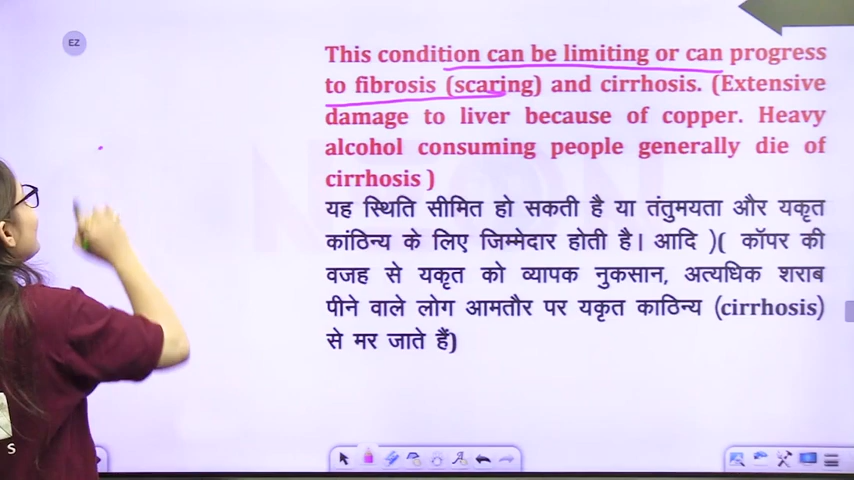 EZ
This condition can be limiting or can progress
to fibrosis (scaring) and cirrhosis. (Extensive
damage to liver because of copper. Heavy
alcohol consuming people generally die of
cirrhosis )
यह स्थिति सीमित हो सकती है या तंतुमयता और यकृत
कांठिन्य के लिए जिम्मेदार होती है। आदि )( कॉपर की
वजह से यकृत को व्यापक नुकसान, अत्यधिक शराब
पीने वाले लोग आमतौर पर यकृत काठिन्य (cirrhosis)
से मर जाते हैं)
S